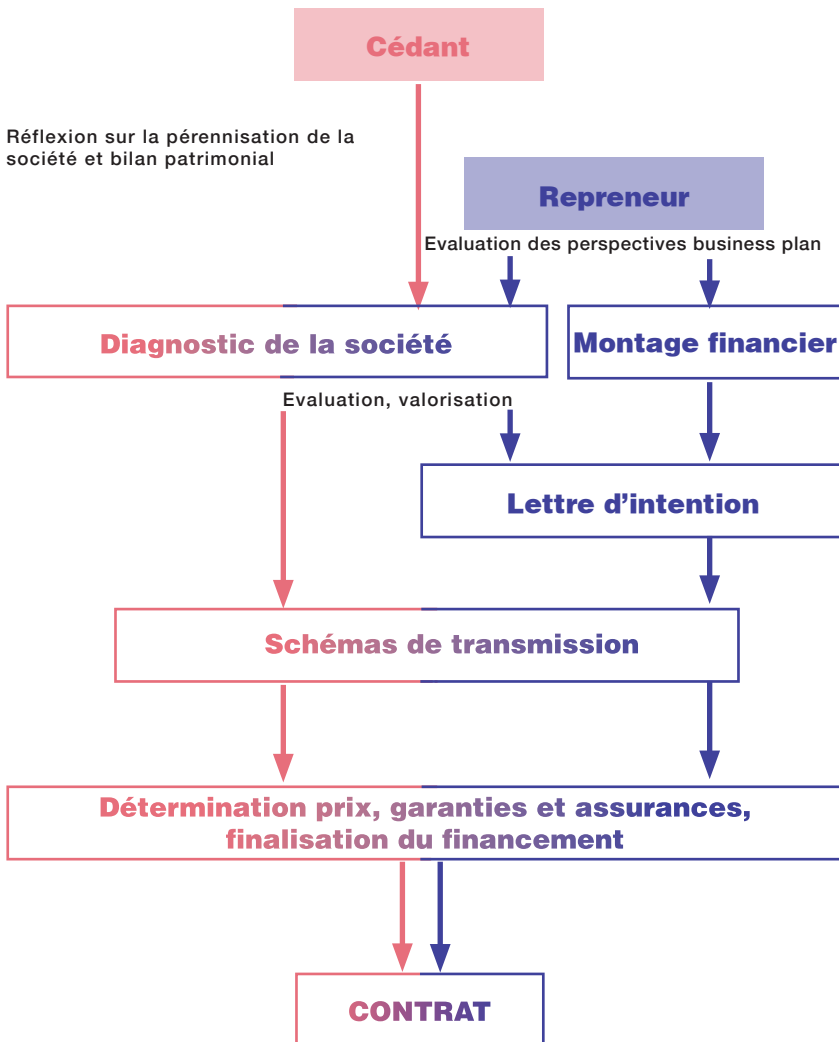 Cédant
Réflexion sur la pérennisation de la
société et bilan patrimonial
Repreneur
Evaluation des perspectives business plan
Diagnostic de la société
Montage financier
Evaluation, valorisation
Lettre d’intention
Schémas de transmission
Détermination prix, garanties et assurances,
finalisation du financement
CONTRAT